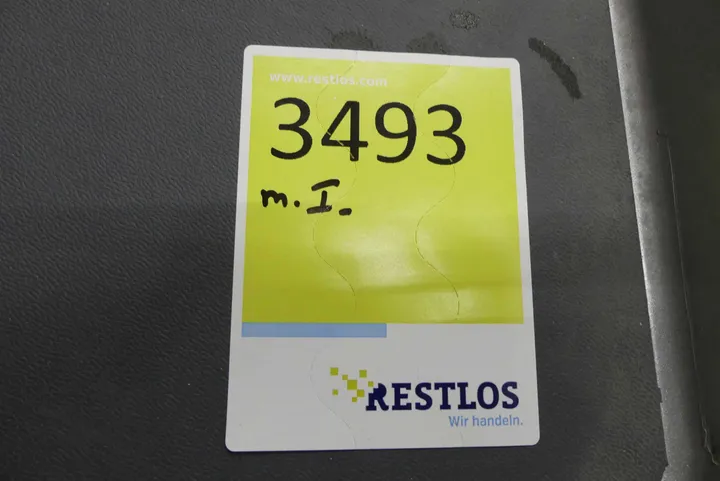 www.restlos.com
3493
m. I.
RESTLOS
Wir handeln.